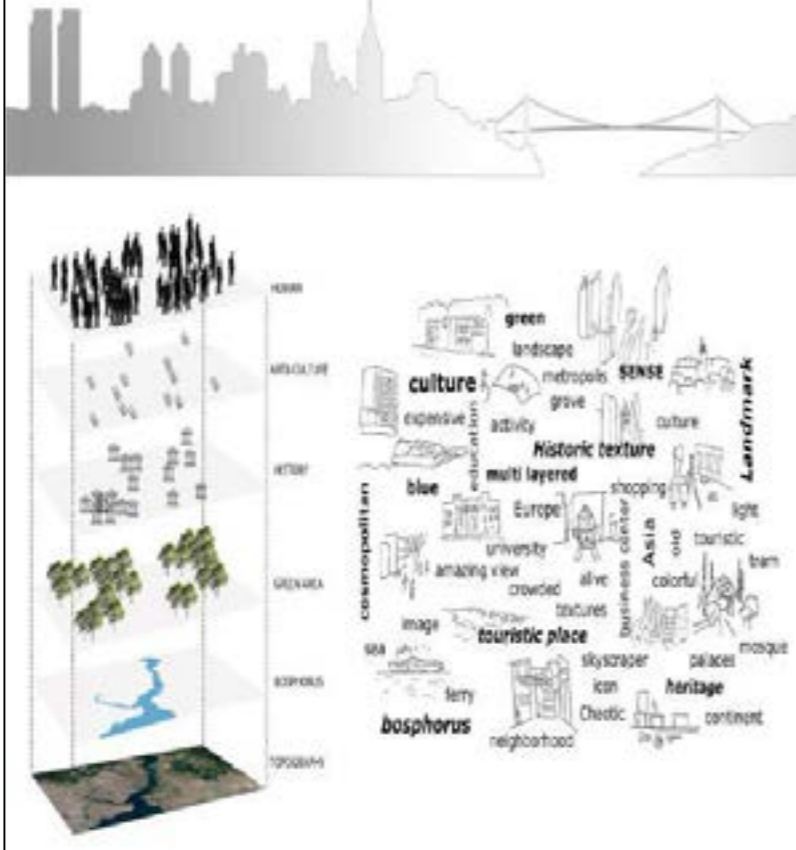 HUMAN
ART&CULTURE
HISTORY
GREEN AREA
BOSPHORUS
TOPOGRAPHY
green
landscape
culture
metropolis
SENSE
grove
expensive
activity
culture
Landmark
education
Historic texture
blue
multi layered
shopping
cosmopolitan
Europe
light
university
business center
Asia
old
touristic
tram
amazing view
crowded
alive
colorful
textures
image
touristic place
sea
skyscraper
palaces
mosque
ferry
icon
heritage
bosphorus
Cheotic
continent
neighborhood